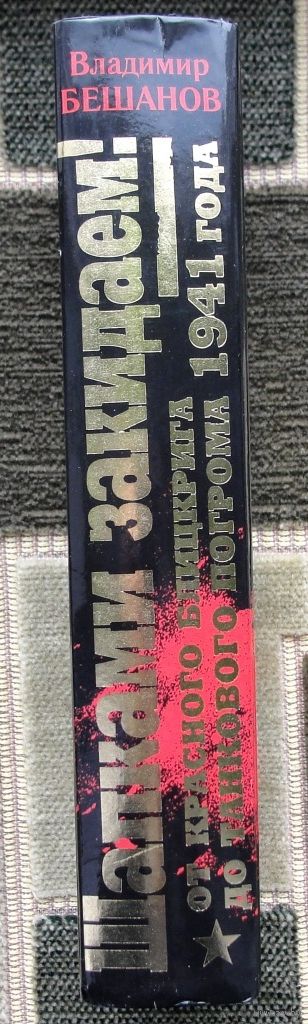 Владимир
БЕШАНОВ
Шапками закидаем!
ОТ КРАСНОГО БЛИЦКРИГА
ДО ТАНКОВОГО ПОГРОМА 1941 ГОДА